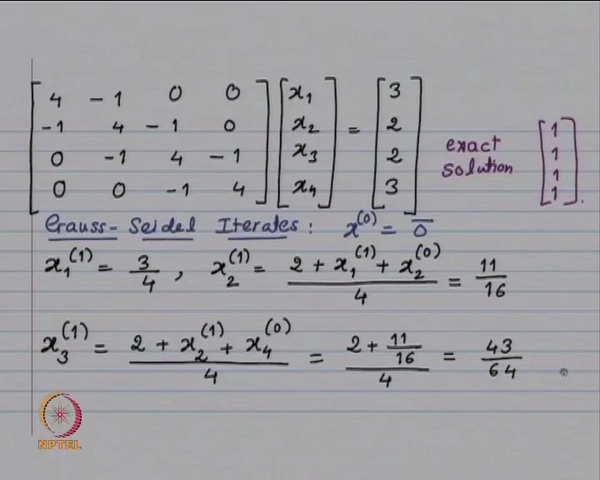 [ 4 -1 0 0 ] [ x₁ ] = [ 3 ]
[ -1 4 -1 0 ] [ x₂ ] = [ 2 ] exact [ 1 1 1 1 ].
[ 0 -1 4 -1 ] [ x₃ ] = [ 2 ] solution
[ 0 0 -1 4 ] [ x₄ ] = [ 3 ]
Gauss-Seidel Iterates: x^(0) = 0̅
x₁^(1) = 3/4, x₂^(1) = (2 + x₁^(1) + x₂^(0))/4 = 11/16
x₃^(1) = (2 + x₂^(1) + x₄^(0))/4 = (2 + 11/16)/4 = 43/64
NPTEL